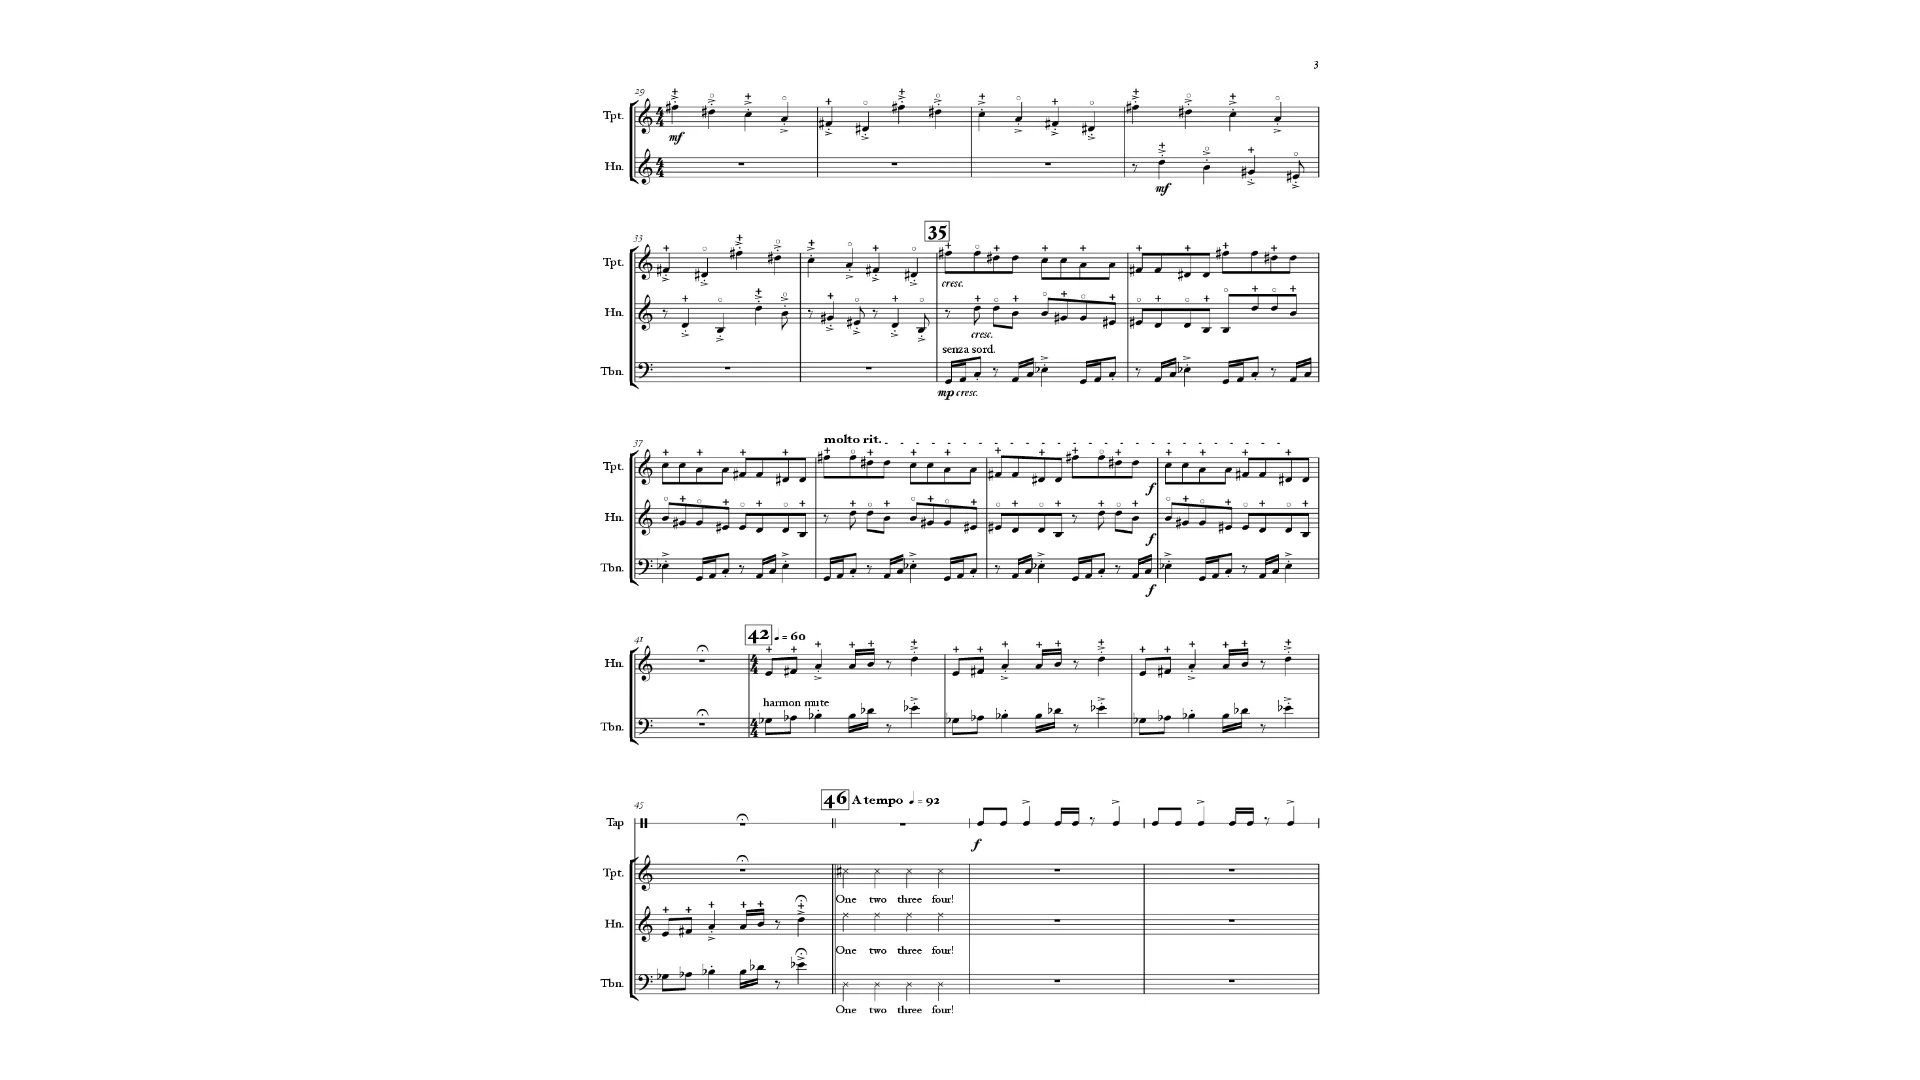 3
29
Tpt.
mf
Hn.
mf
35
33
Tpt.
cresc.
Hn.
cresc.
senza sord.
Tbn.
mp cresc.
molto rit.
37
Tpt.
f
Hn.
f
Tbn.
f
42 ♩ = 60
41
Hn.
harmon mute
Tbn.
46 A tempo ♩ = 92
45
Tap
f
Tpt.
One two three four!
Hn.
One two three four!
Tbn.
One two three four!